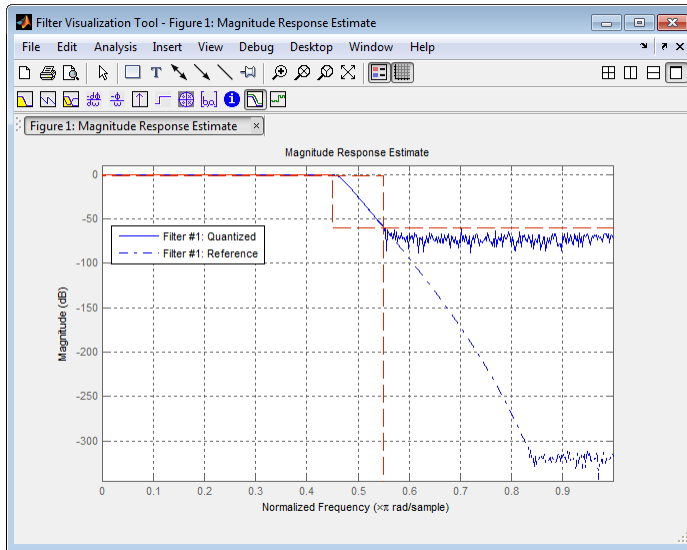 Filter Visualization Tool - Figure 1: Magnitude Response Estimate
File Edit Analysis Insert View Debug Desktop Window Help
T
Figure 1: Magnitude Response Estimate ×
Magnitude Response Estimate
0
-50
-100
-150
-200
-250
-300
Magnitude (dB)
Filter #1: Quantized
Filter #1: Reference
0 0.1 0.2 0.3 0.4 0.5 0.6 0.7 0.8 0.9
Normalized Frequency (×π rad/sample)